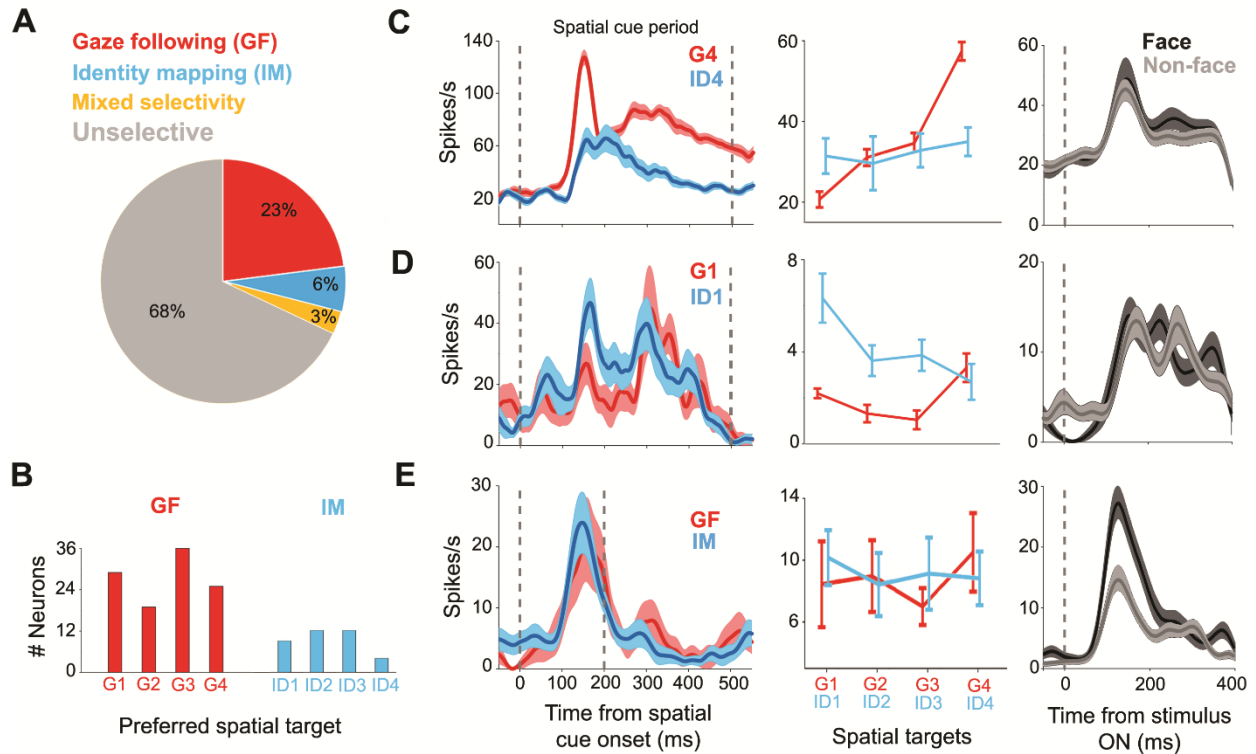 A
Gaze following (GF)
Identity mapping (IM)
Mixed selectivity
Unselective
23%
6%
3%
68%
B
GF
IM
# Neurons
36
24
12
0
G1 G2 G3 G4
ID1 ID2 ID3 ID4
Preferred spatial target
C
Spatial cue period
G4
ID4
Spikes/s
140
100
60
20
60
40
20
Face
Non-face
60
40
20
0
D
G1
ID1
Spikes/s
60
40
20
0
8
4
0
20
10
0
E
GF
IM
Spikes/s
30
20
10
0
0 100 200 300 400 500
Time from spatial
cue onset (ms)
14
10
6
G1 G2 G3 G4
ID1 ID2 ID3 ID4
Spatial targets
30
20
10
0
0 200 400
Time from stimulus
ON (ms)